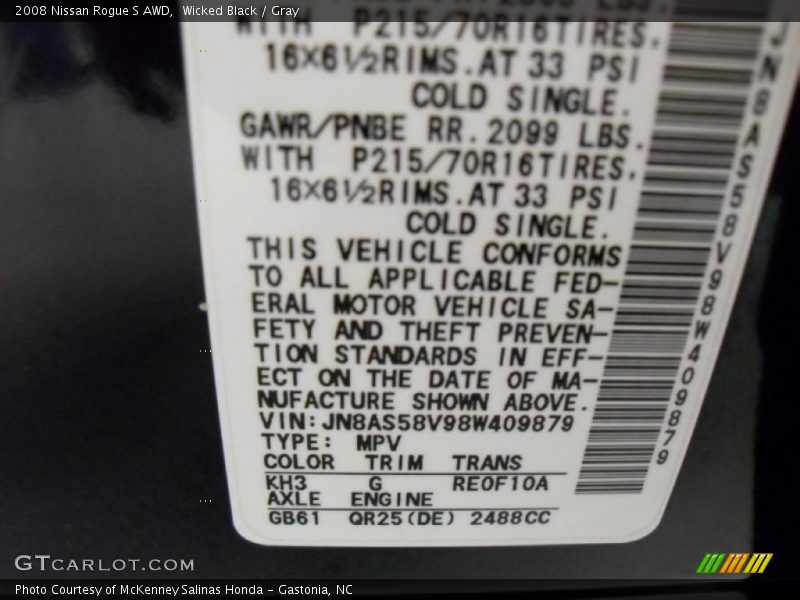 2008 Nissan Rogue S AWD, Wicked Black / Gray
WITH P215/70R16TIRES.
16X6½RIMS.AT 33 PSI
COLD SINGLE.
GAWR/PNBE RR.2099 LBS.
WITH P215/70R16TIRES.
16X6½RIMS.AT 33 PSI
COLD SINGLE.
THIS VEHICLE CONFORMS
TO ALL APPLICABLE FED-
ERAL MOTOR VEHICLE SA-
FETY AND THEFT PREVEN-
TION STANDARDS IN EFF-
ECT ON THE DATE OF MA-
NUFACTURE SHOWN ABOVE.
VIN:JN8AS58V98W409879
TYPE: MPV
COLOR TRIM TRANS
KH3 G RE0F10A
AXLE ENGINE
GB61 QR25(DE) 2488CC
JN8AS58V98W409879
GTCARLOT.COM
Photo Courtesy of McKenney Salinas Honda - Gastonia, NC